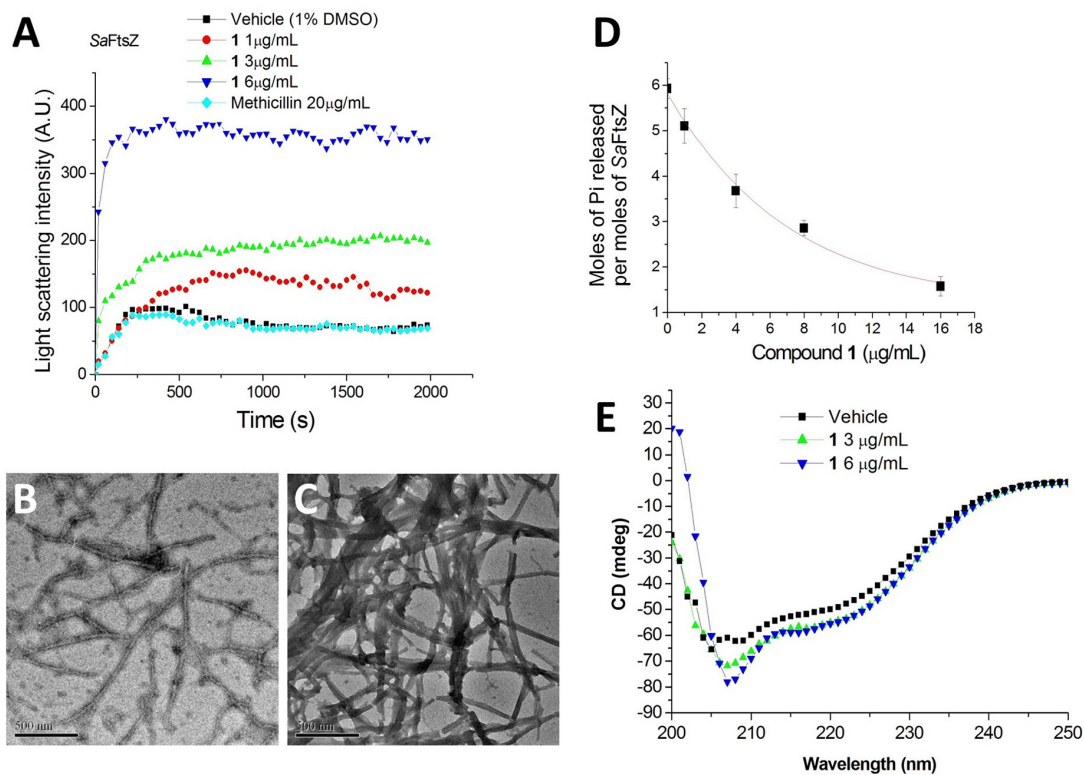 A
SaFtsZ
Vehicle (1% DMSO)
1 1µg/mL
1 3µg/mL
1 6µg/mL
Methicillin 20µg/mL
Light scattering intensity (A.U.)
400
350
200
100
0
0 500 1000 1500 2000
Time (s)
B
500 nm
C
500 nm
D
Moles of Pi released
per moles of SaFtsZ
6
5
4
3
2
1
0 2 4 6 8 10 12 14 16 18
Compound 1 (µg/mL)
E
Vehicle
1 3 µg/mL
1 6 µg/mL
CD (mdeg)
30
20
10
0
-10
-20
-30
-40
-50
-60
-70
-80
-90
200 210 220 230 240 250
Wavelength (nm)